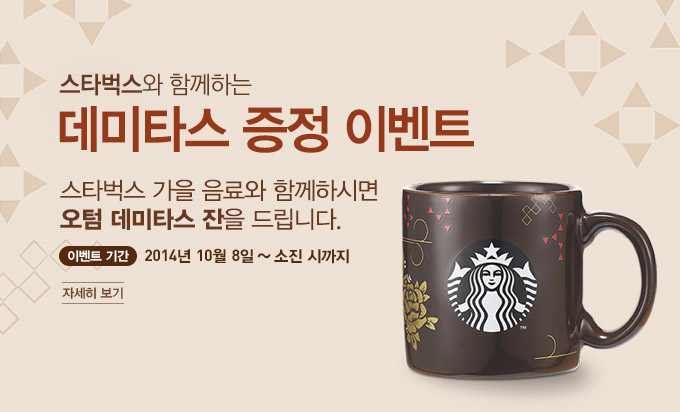 스타벅스와 함께하는
데미타스 증정 이벤트
스타벅스 가을 음료와 함께하시면
오텀 데미타스 잔을 드립니다.
이벤트 기간 2014년 10월 8일 ~ 소진 시까지
자세히 보기
TM